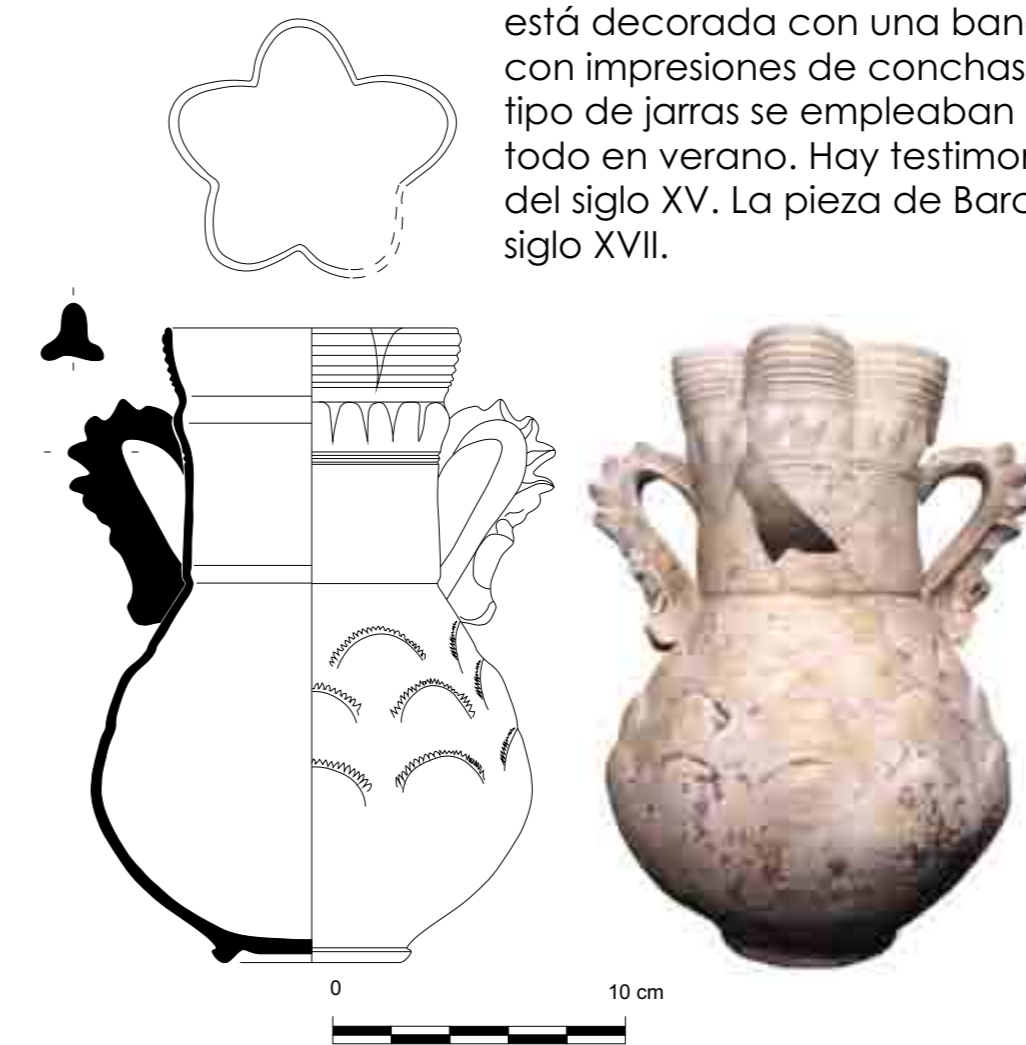 está decorada con una ban
con impresiones de conchas
tipo de jarras se empleaban
todo en verano. Hay testimo
del siglo XV. La pieza de Barc
siglo XVII.
0 10 cm